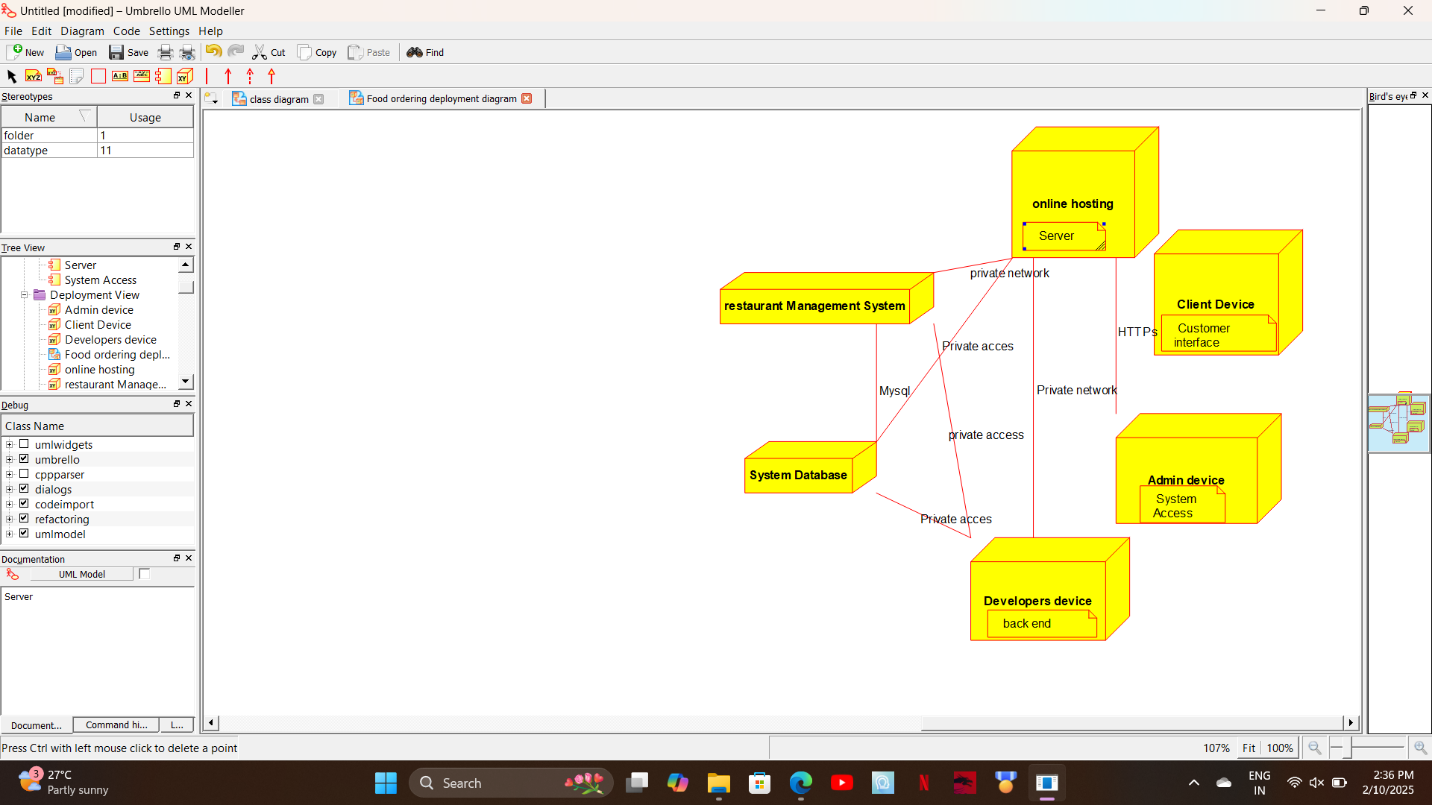 Untitled [modified] – Umbrello UML Modeller
File Edit Diagram Code Settings Help
New Open Save Cut Copy Paste Find
XYZ A↓B XY
Stereotypes
Name Usage
folder 1
datatype 11
Tree View
Server
System Access
Deployment View
Admin device
Client Device
Developers device
Food ordering depl...
online hosting
restaurant Manage...
Debug
Class Name
umlwidgets
umbrello
cppparser
dialogs
codeimport
refactoring
umlmodel
Documentation
UML Model
Server
Document... Command hi... L...
class diagram
Food ordering deployment diagram
Bird's eye
online hosting
Server
private network
restaurant Management System
Client Device
Customer
interface
HTTPs
Private acces
Mysql
Private network
private access
System Database
Admin device
System
Access
Private acces
Developers device
back end
Press Ctrl with left mouse click to delete a point
107% Fit 100%
3
27°C
Partly sunny
Search
ENG
IN
2:36 PM
2/10/2025